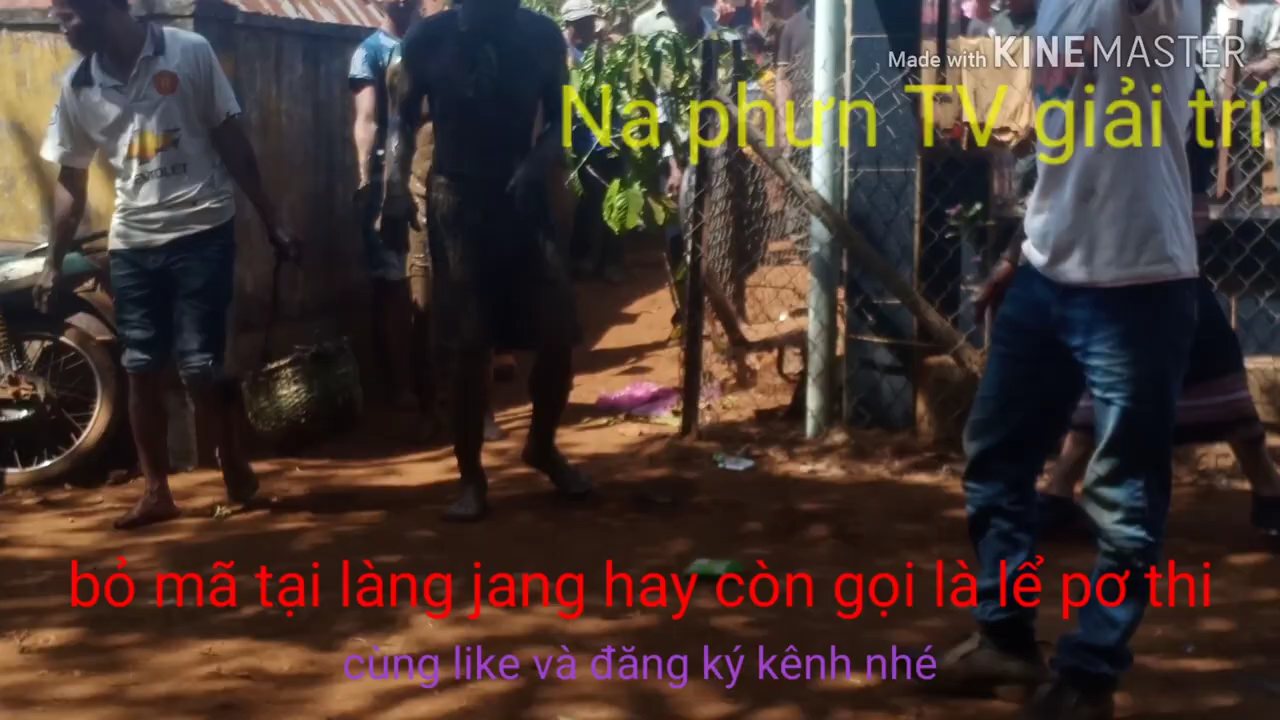 Made with KINEMASTER
Na phưn TV giải trí
bỏ mã tại làng jang hay còn gọi là lể pơ thi
cùng like và đăng ký kênh nhé